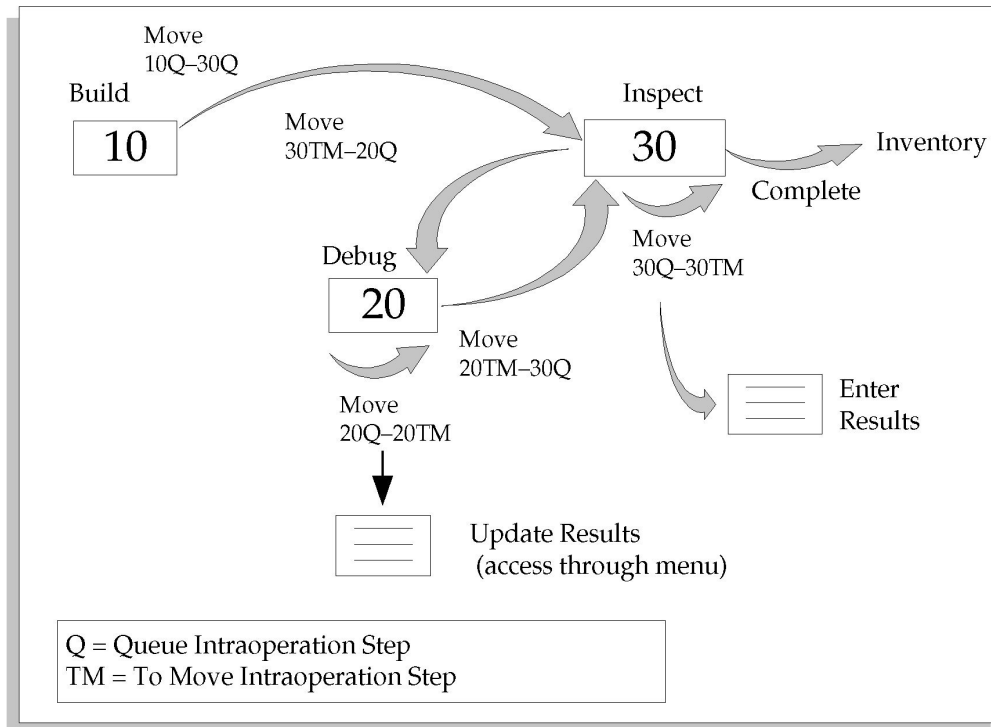 Move
10Q–30Q
Build
10
Move
30TM–20Q
Inspect
30
Inventory
Complete
Move
30Q–30TM
Debug
20
Move
20TM–30Q
Move
20Q–20TM
Enter
Results
Update Results
(access through menu)
Q = Queue Intraoperation Step
TM = To Move Intraoperation Step